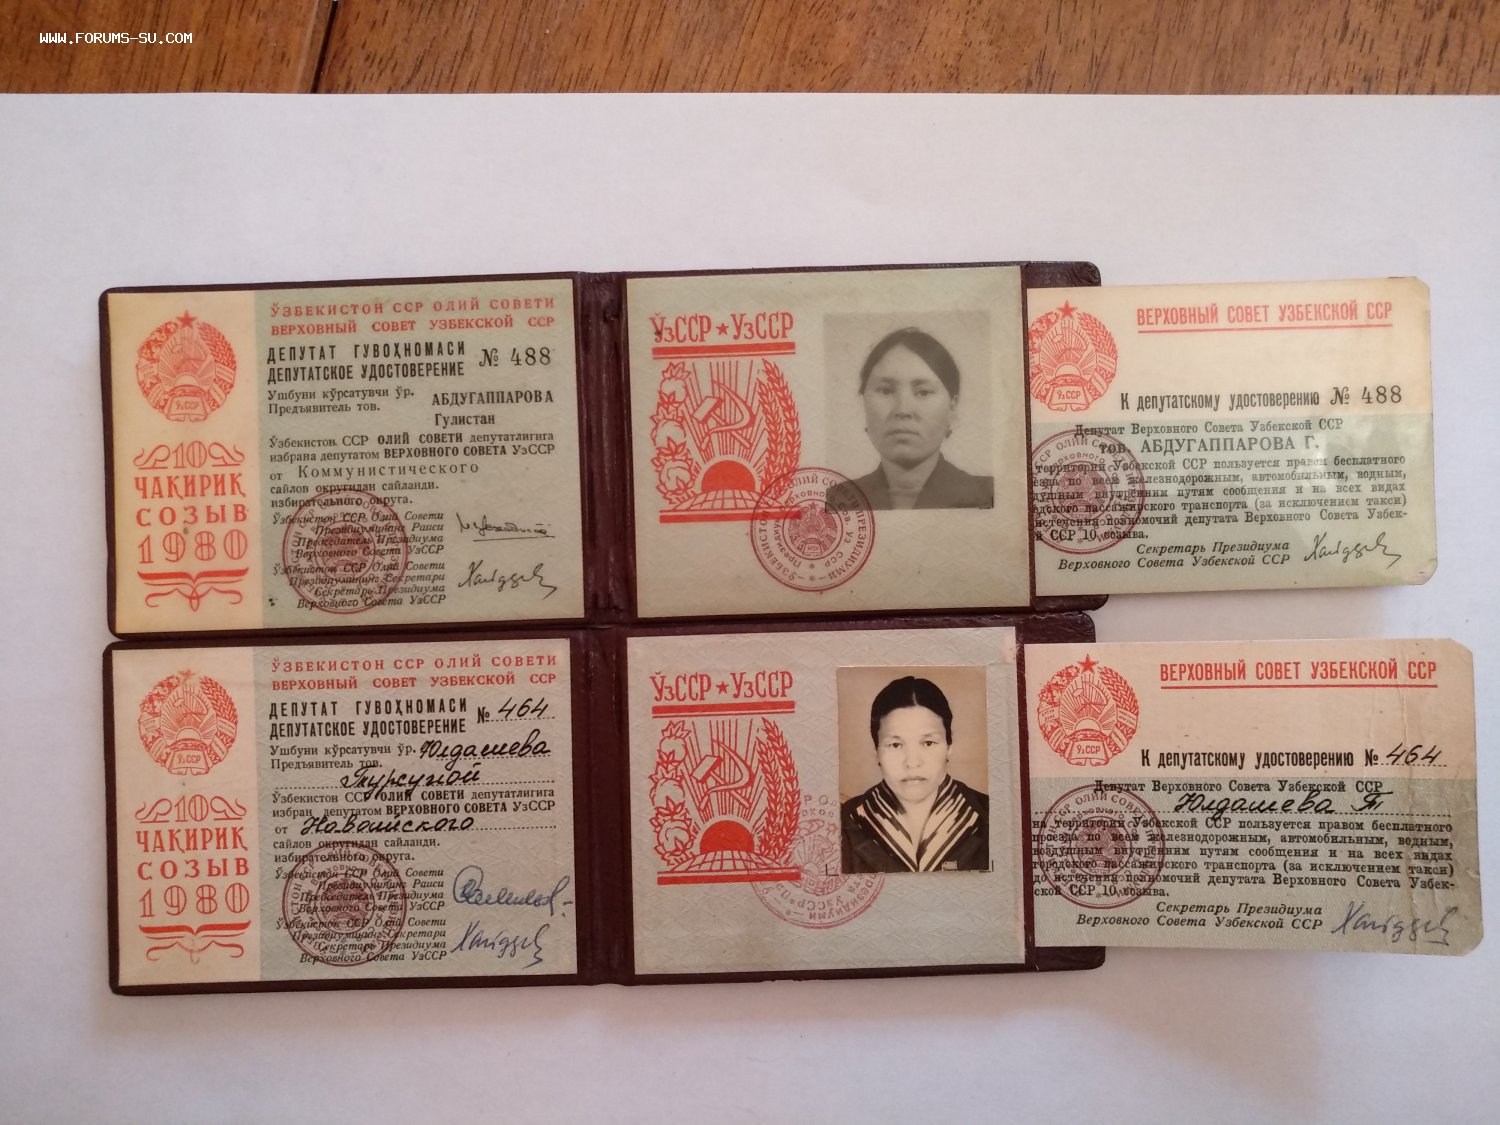 WWW.FORUMS-SU.COM
ЎЗБЕКИСТОН ССР ОЛИЙ СОВЕТИ
ВЕРХОВНЫЙ СОВЕТ УЗБЕКСКОЙ ССР
ДЕПУТАТ ГУВОҲНОМАСИ
ДЕПУТАТСКОЕ УДОСТОВЕРЕНИЕ
№ 488
Ушбуни кўрсатувчи ўр.
Предъявитель тов.
АБДУГАППАРОВА
Гулистан
Ўзбекистон ССР ОЛИЙ СОВЕТИ депутатлигига
избрана депутатом ВЕРХОВНОГО СОВЕТА УзССР
от Коммунистического
сайлов округидан сайланди.
избирательного округа.
Ўзбекистон ССР Олий Совети
Президиумининг Раиси
Председатель Президиума
Верховного Совета УзССР
Ўзбекистон ССР Олий Совети
Президиумининг Секретари
Секретарь Президиума
Верховного Совета УзССР
ЎзССР
10
ЧАҚИРИҚ
СОЗЫВ
1980
ЎзССР ★ УзССР
ВЕРХОВНЫЙ СОВЕТ УЗБЕКСКОЙ ССР
ЎзССР
К депутатскому удостоверению № 488
Депутат Верховного Совета Узбекской ССР
тов. АБДУГАППАРОВА Г.
территории Узбекской ССР пользуется правом бесплатного
езда по всей железнодорожным, автомобильным, водным,
душным внутренним путям сообщения и на всех видах
одского пассажирского транспорта (за исключением такси)
истечения полномочий депутата Верховного Совета Узбек-
й ССР 10 созыва.
Секретарь Президиума
Верховного Совета Узбекской ССР
ЎЗБЕКИСТОН ССР ОЛИЙ СОВЕТИ
ВЕРХОВНЫЙ СОВЕТ УЗБЕКСКОЙ ССР
ДЕПУТАТ ГУВОҲНОМАСИ
ДЕПУТАТСКОЕ УДОСТОВЕРЕНИЕ
№ 464
Ушбуни кўрсатувчи ўр. Юлдашева
Предъявитель тов.
Турсуной
Ўзбекистон ССР ОЛИЙ СОВЕТИ депутатлигига
избран депутатом ВЕРХОВНОГО СОВЕТА УзССР
от Навоийского
сайлов округидан сайланди.
избирательного округа.
Ўзбекистон ССР Олий Совети
Президиумининг Раиси
Председатель Президиума
Верховного Совета УзССР
Ўзбекистон ССР Олий Совети
Президиумининг Секретари
Секретарь Президиума
Верховного Совета УзССР
ЎзССР
10
ЧАҚИРИҚ
СОЗЫВ
1980
ЎзССР ★ УзССР
ВЕРХОВНЫЙ СОВЕТ УЗБЕКСКОЙ ССР
ЎзССР
К депутатскому удостоверению № 464
Депутат Верховного Совета Узбекской ССР
Юлдашева Т
на территории Узбекской ССР пользуется правом бесплатного
проезда по всем железнодорожным, автомобильным, водным,
воздушным внутренним путям сообщения и на всех видах
городского пассажирского транспорта (за исключением такси)
до истечения полномочий депутата Верховного Совета Узбек-
ской ССР 10 созыва.
Секретарь Президиума
Верховного Совета Узбекской ССР